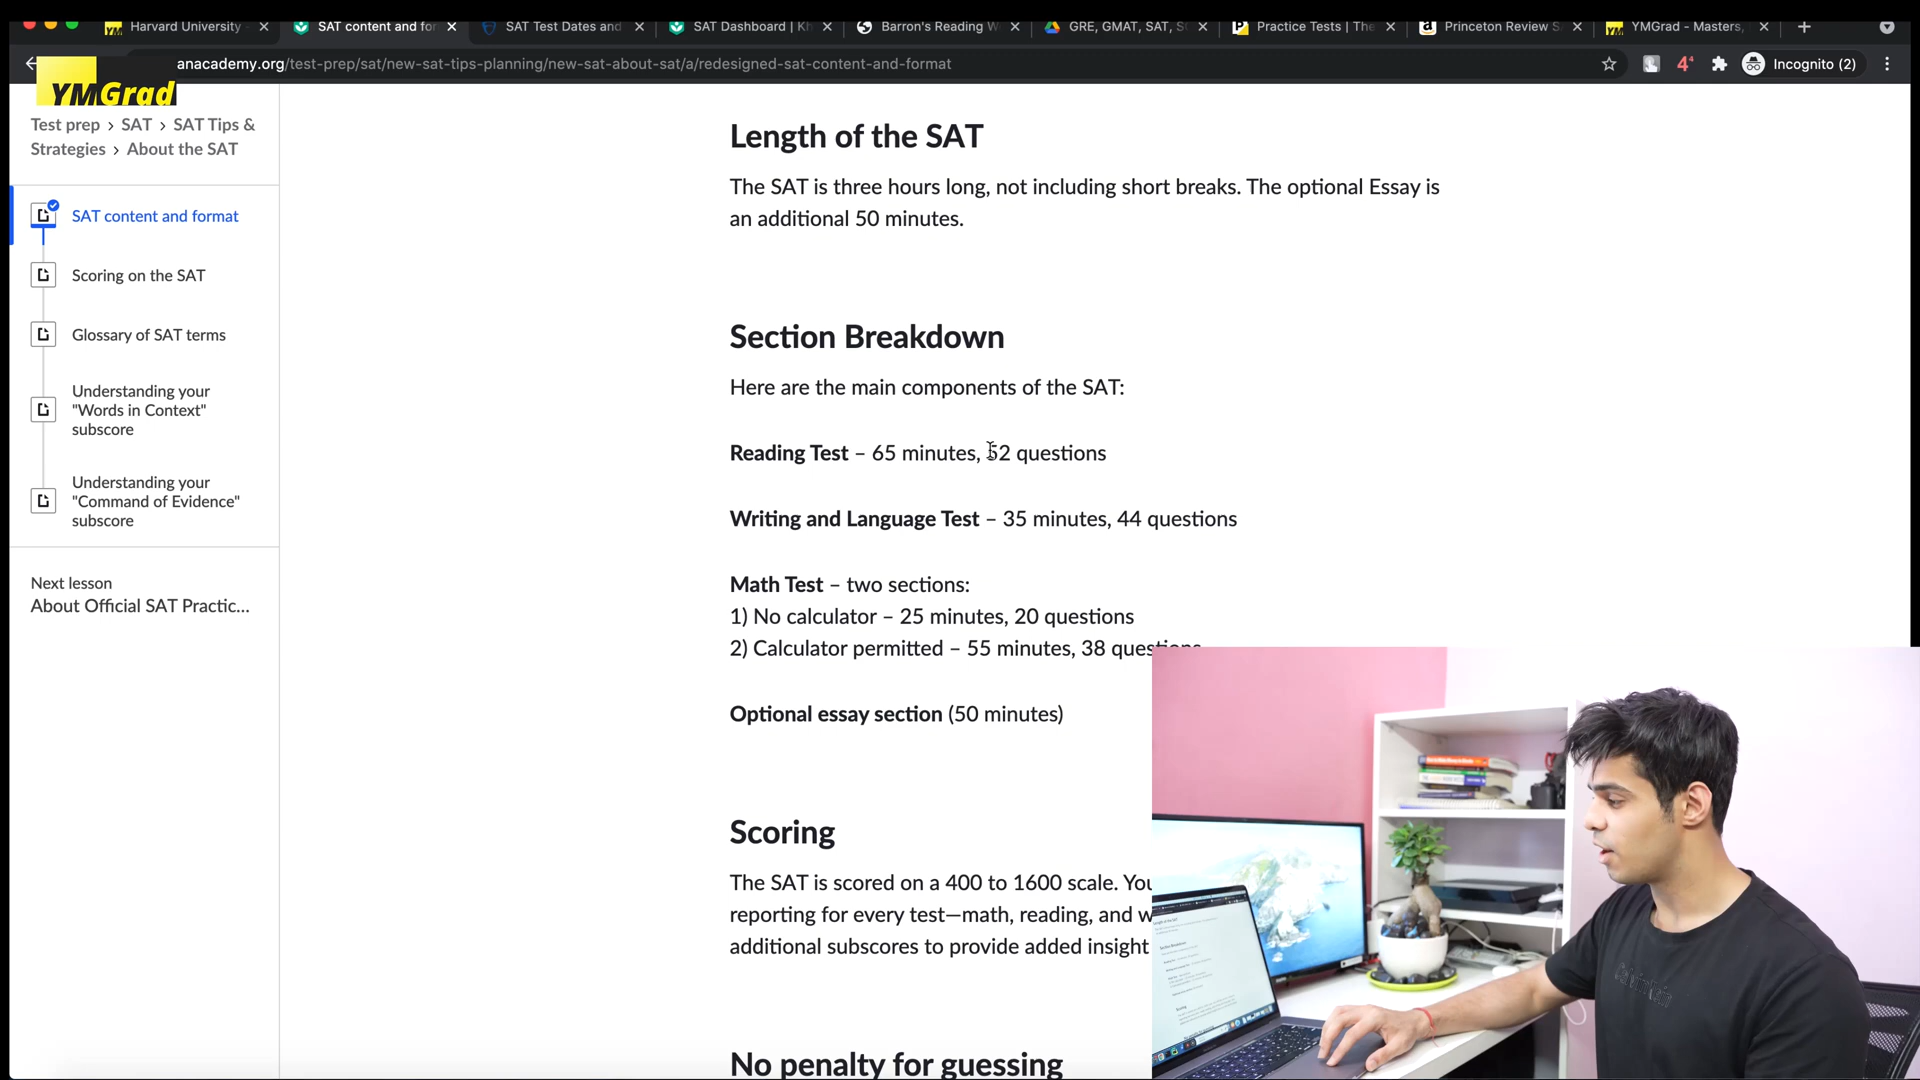 Harvard University
SAT content and for
SAT Test Dates and
SAT Dashboard | Kh
Barron's Reading W
GRE, GMAT, SAT, S
Practice Tests | The
Princeton Review S
YMGrad - Masters,
anacademy.org/test-prep/sat/new-sat-tips-planning/new-sat-about-sat/a/redesigned-sat-content-and-format
Incognito (2)
YMGrad
Test prep › SAT › SAT Tips &
Strategies › About the SAT
SAT content and format
Scoring on the SAT
Glossary of SAT terms
Understanding your
"Words in Context"
subscore
Understanding your
"Command of Evidence"
subscore
Next lesson
About Official SAT Practic...
Length of the SAT
The SAT is three hours long, not including short breaks. The optional Essay is
an additional 50 minutes.
Section Breakdown
Here are the main components of the SAT:
Reading Test – 65 minutes, 52 questions
Writing and Language Test – 35 minutes, 44 questions
Math Test – two sections:
1) No calculator – 25 minutes, 20 questions
2) Calculator permitted – 55 minutes, 38 questions
Optional essay section (50 minutes)
Scoring
The SAT is scored on a 400 to 1600 scale. You
reporting for every test—math, reading, and w
additional subscores to provide added insight
No penalty for guessing